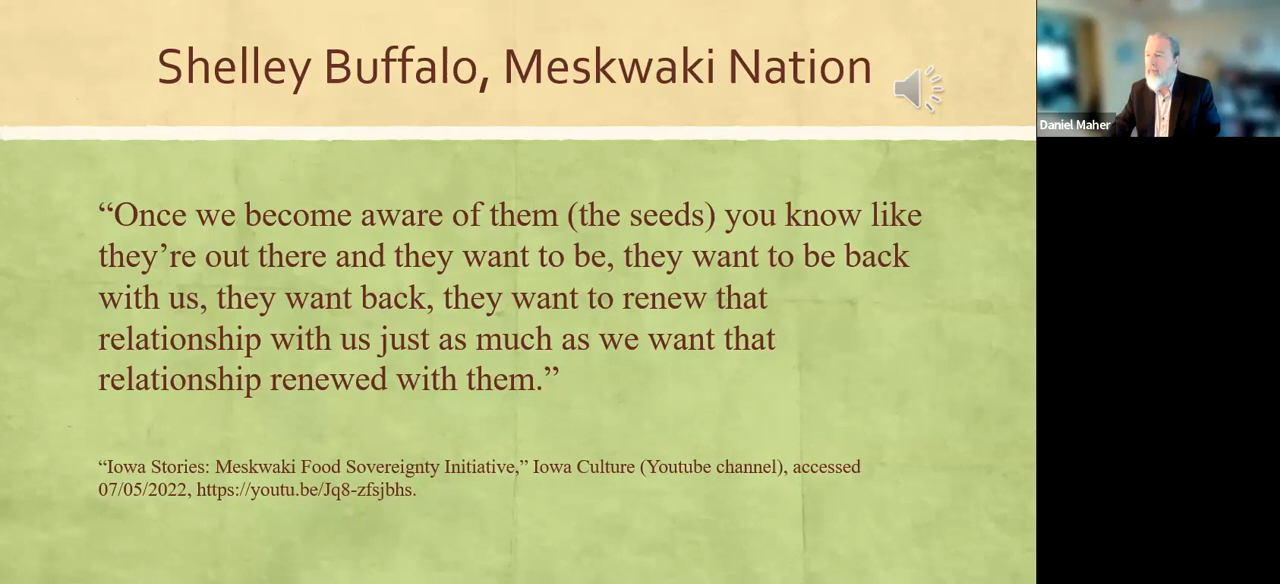 Shelley Buffalo, Meskwaki Nation
Daniel Maher
“Once we become aware of them (the seeds) you know like
they’re out there and they want to be, they want to be back
with us, they want back, they want to renew that
relationship with us just as much as we want that
relationship renewed with them.”
“Iowa Stories: Meskwaki Food Sovereignty Initiative,” Iowa Culture (Youtube channel), accessed
07/05/2022, https://youtu.be/Jq8-zfsjbhs.